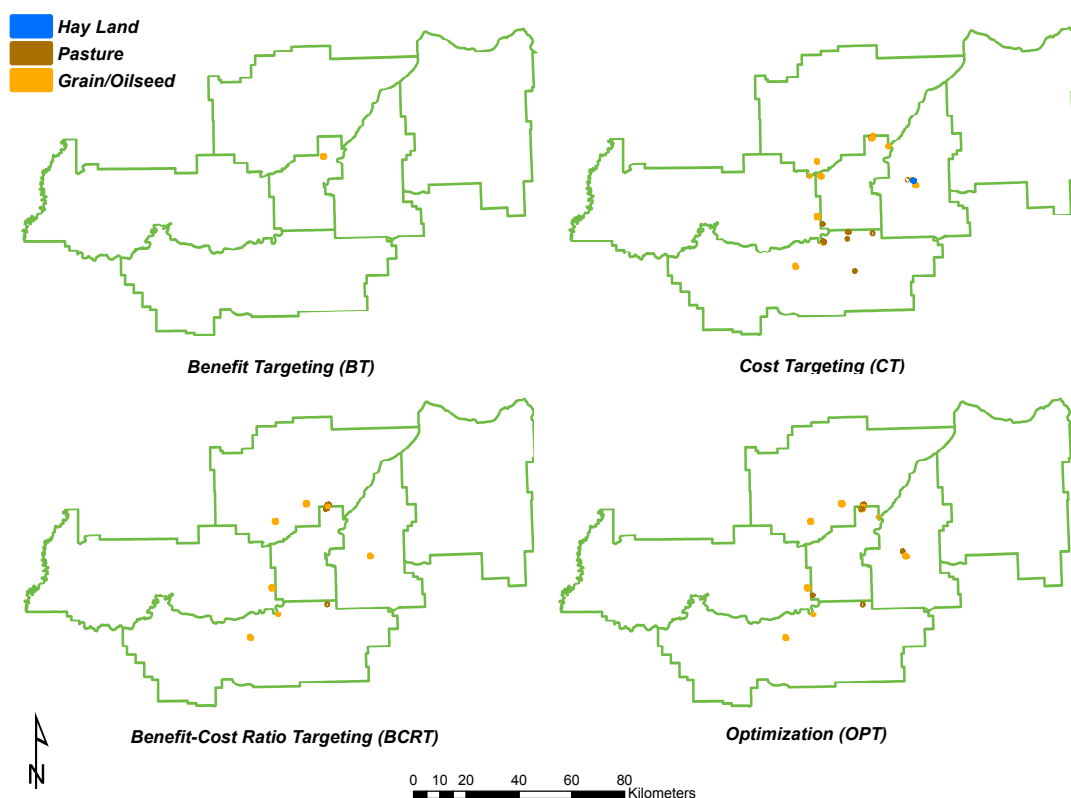 Hay Land
Pasture
Grain/Oilseed
Benefit Targeting (BT)
Cost Targeting (CT)
Benefit-Cost Ratio Targeting (BCRT)
Optimization (OPT)
N
0 10 20 40 60 80
Kilometers